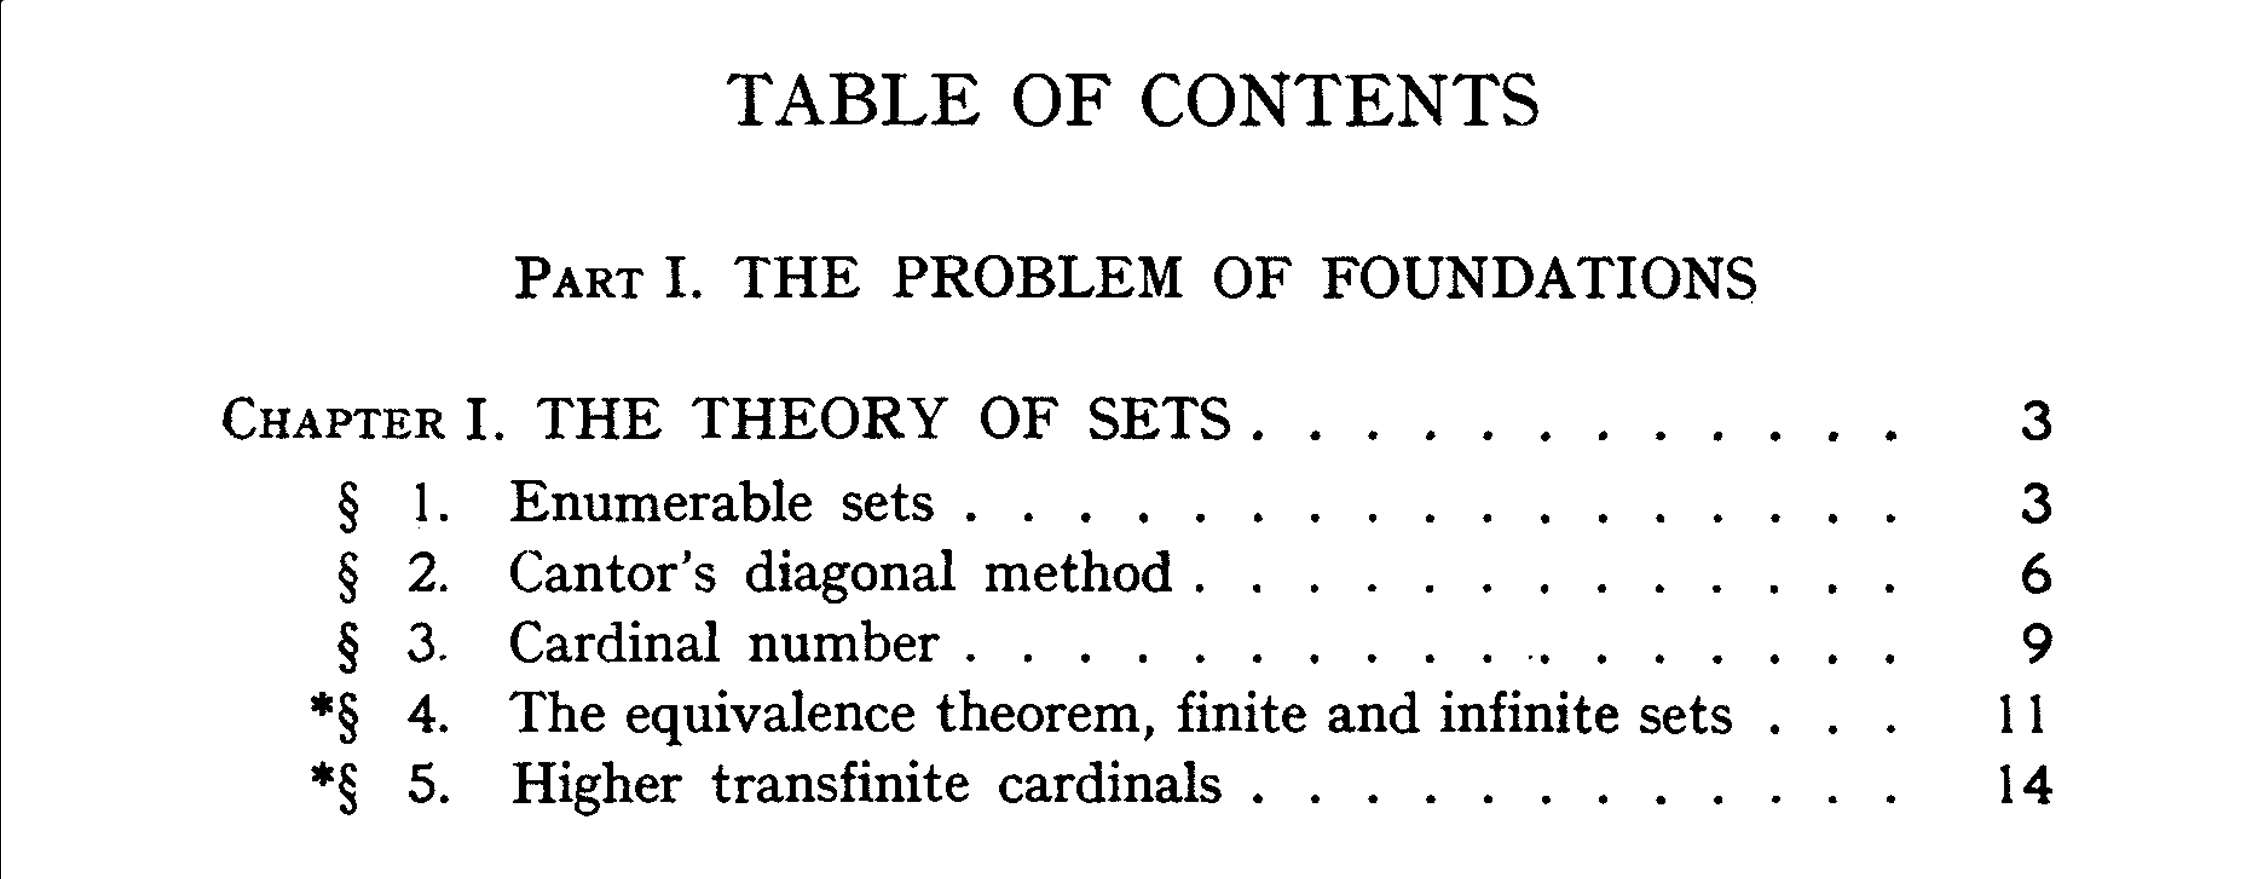 TABLE OF CONTENTS
PART I. THE PROBLEM OF FOUNDATIONS
CHAPTER I. THE THEORY OF SETS . . . . . . . . . . . . 3
§ 1. Enumerable sets . . . . . . . . . . . . . . . . . 3
§ 2. Cantor's diagonal method . . . . . . . . . . . . . 6
§ 3. Cardinal number . . . . . . . . . . . . . . . . . 9
*§ 4. The equivalence theorem, finite and infinite sets . . . 11
*§ 5. Higher transfinite cardinals . . . . . . . . . . . . 14